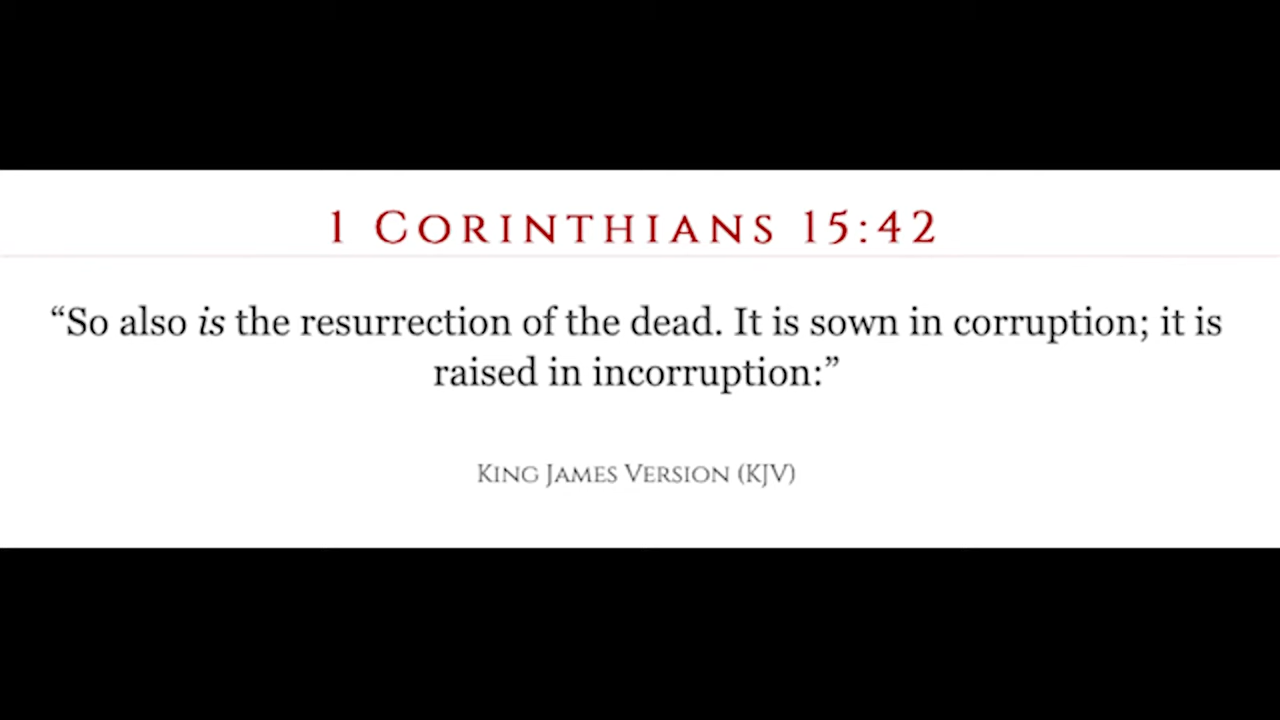 1 Corinthians 15:42
“So also is the resurrection of the dead. It is sown in corruption; it is
raised in incorruption:”
King James Version (KJV)